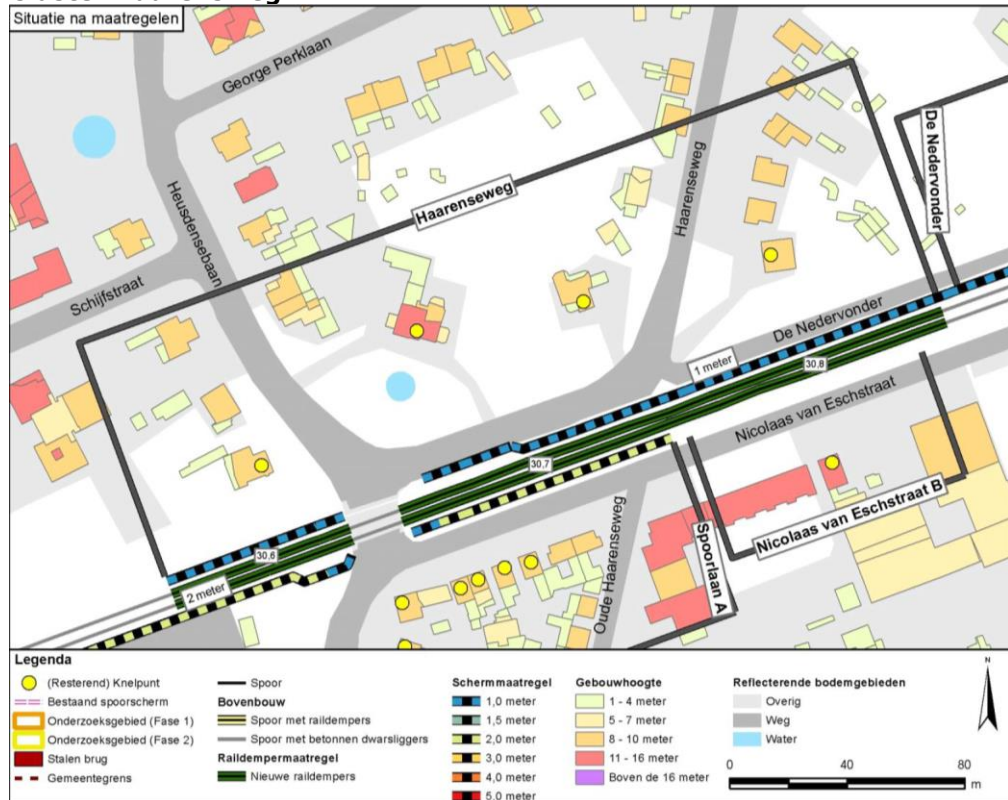 Situatie na maatregelen
George Perklaan
Heusdensebaan
Haarenseweg
Haarenseweg
De Nedervonder
Schijfstraat
De Nedervonder
1 meter
30,8
Nicolaas van Eschstraat
30,7
Nicolaas van Eschstraat B
Spoorlaan A
Oude Haarenseweg
30,6
2 meter
Legenda
(Resterend) Knelpunt
Bestaand spoorscherm
Onderzoeksgebied (Fase 1)
Onderzoeksgebied (Fase 2)
Stalen brug
Gemeentegrens
Spoor
Bovenbouw
Spoor met raildempers
Spoor met betonnen dwarsliggers
Raildempermaatregel
Nieuwe raildempers
Schermmaatregel
1,0 meter
1,5 meter
2,0 meter
3,0 meter
4,0 meter
5,0 meter
Gebouwhoogte
1 - 4 meter
5 - 7 meter
8 - 10 meter
11 - 16 meter
Boven de 16 meter
Reflecterende bodemgebieden
Overig
Weg
Water
N
0 40 80
m